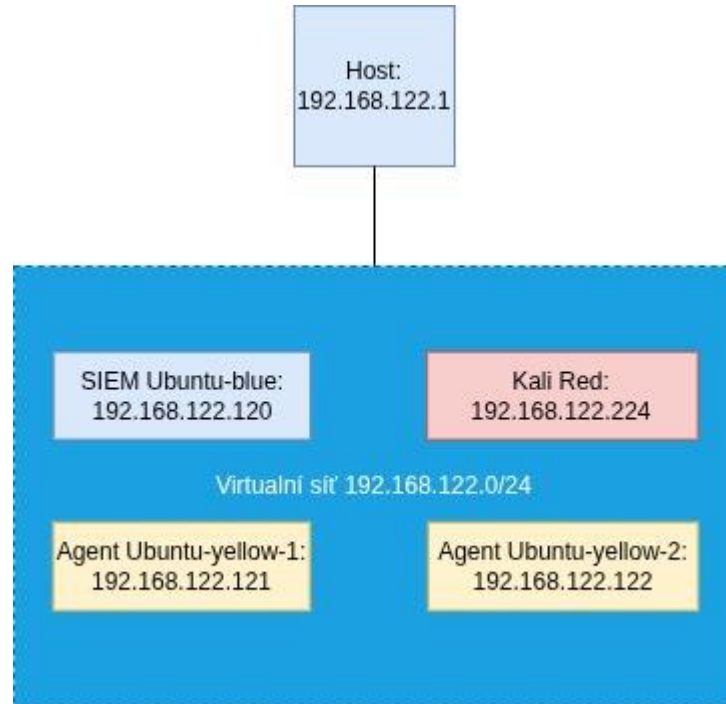 Host:
192.168.122.1
SIEM Ubuntu-blue:
192.168.122.120
Kali Red:
192.168.122.224
Virtualní síť 192.168.122.0/24
Agent Ubuntu-yellow-1:
192.168.122.121
Agent Ubuntu-yellow-2:
192.168.122.122